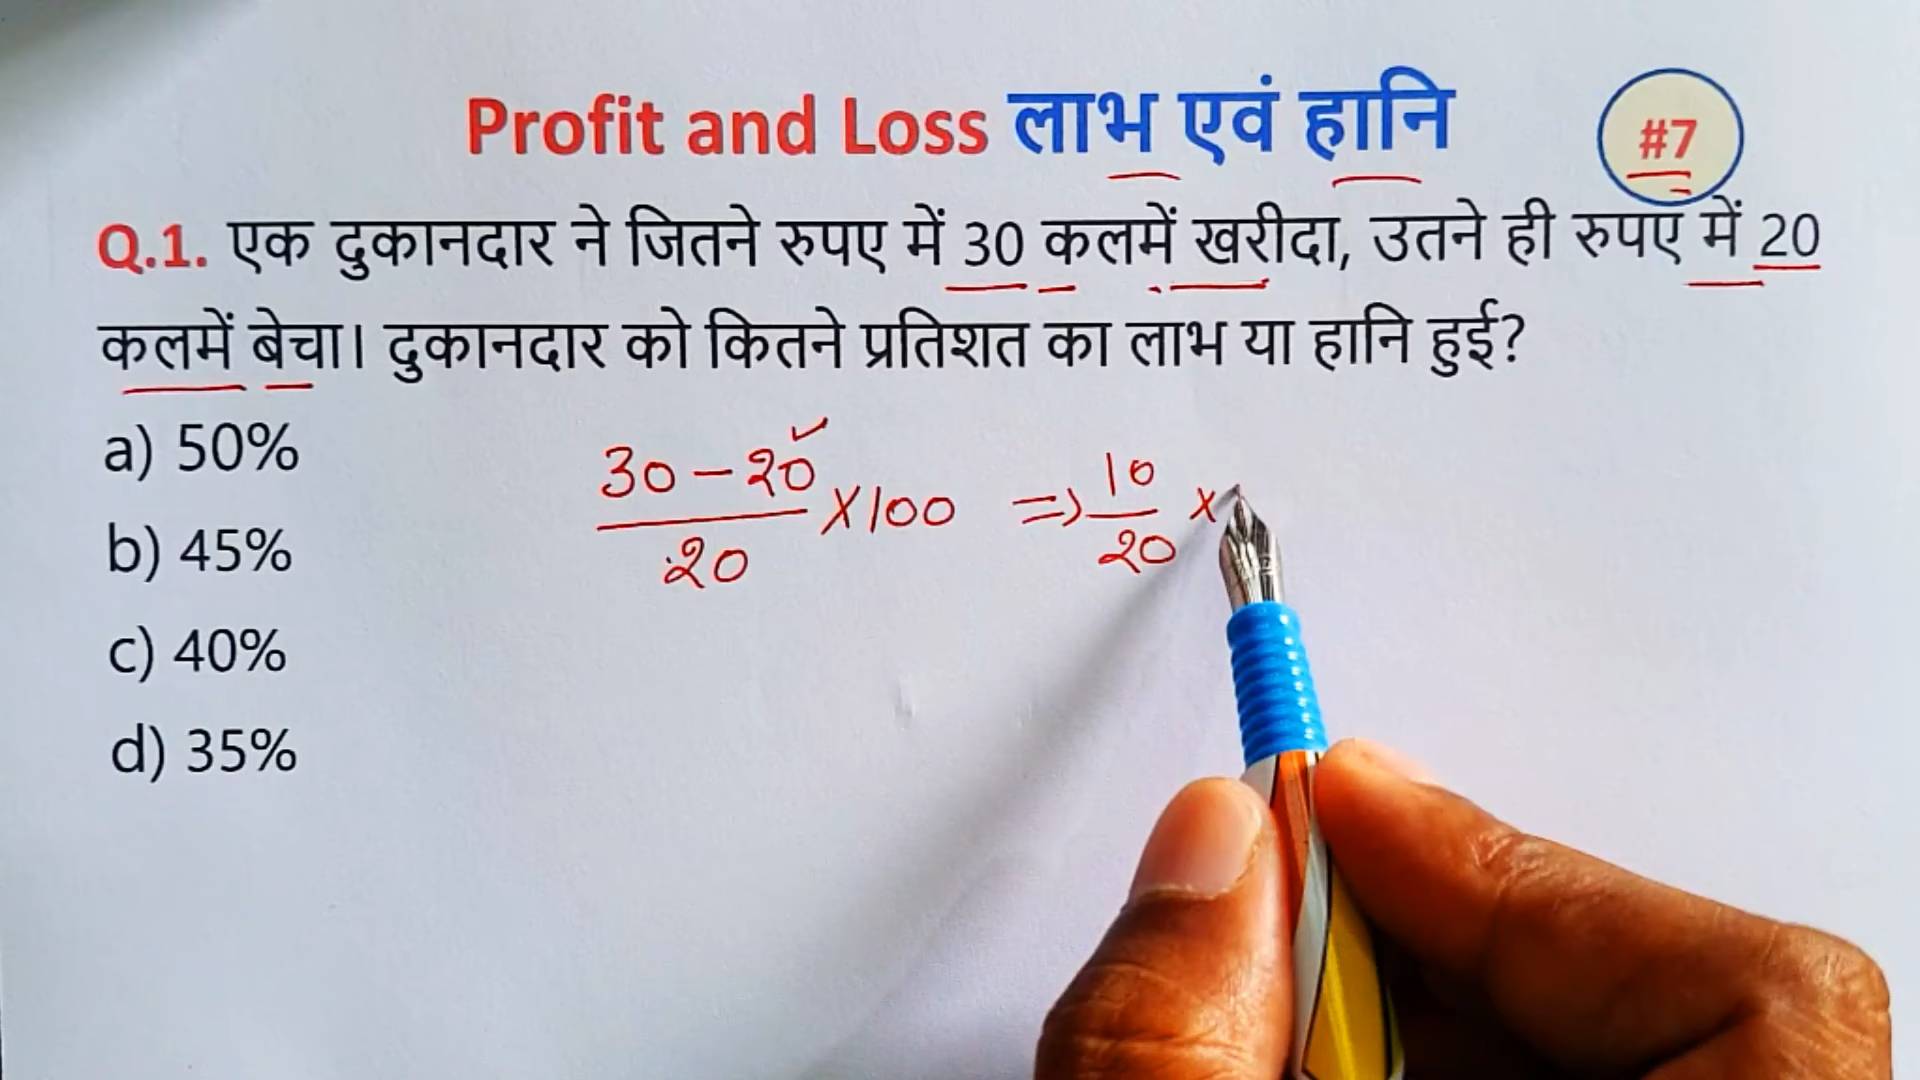 Profit and Loss लाभ एवं हानि
#7
Q.1. एक दुकानदार ने जितने रुपए में 30 कलमें खरीदा, उतने ही रुपए में 20
कलमें बेचा। दुकानदार को कितने प्रतिशत का लाभ या हानि हुई?
a) 50%
b) 45%
c) 40%
d) 35%
30 - 20 / 20 × 100 => 10 / 20 ×